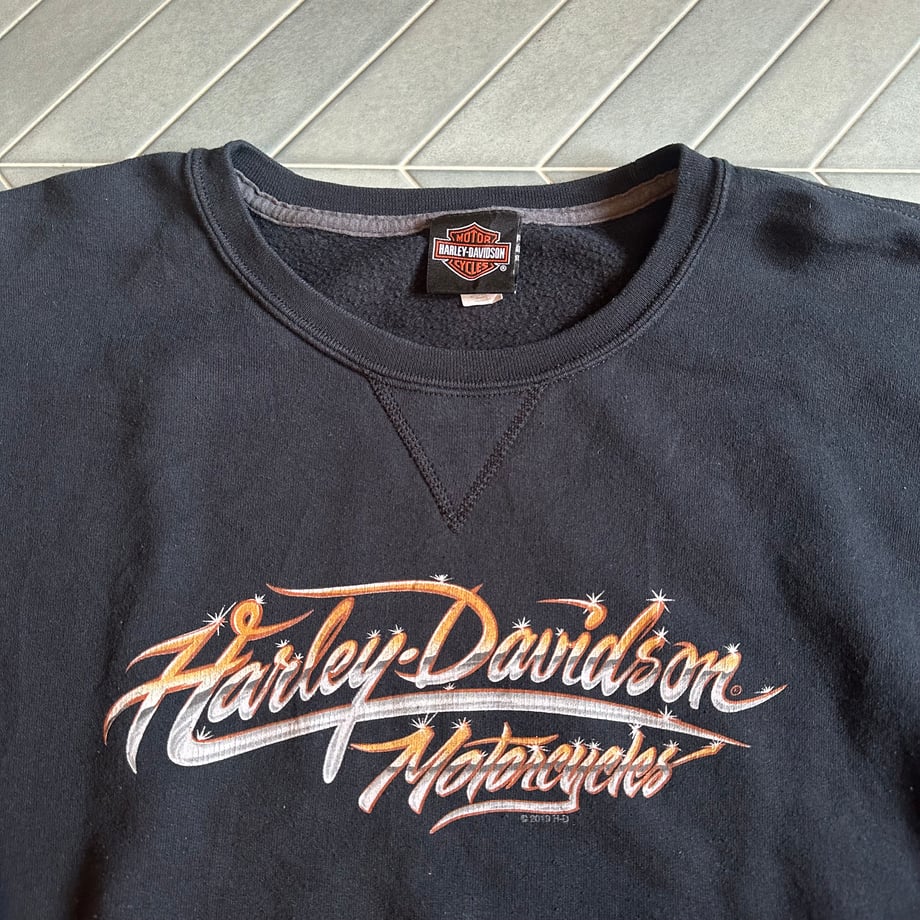 MOTOR
HARLEY-DAVIDSON
CYCLES
®
Harley-Davidson®
Motorcycles
© 2019 H-D